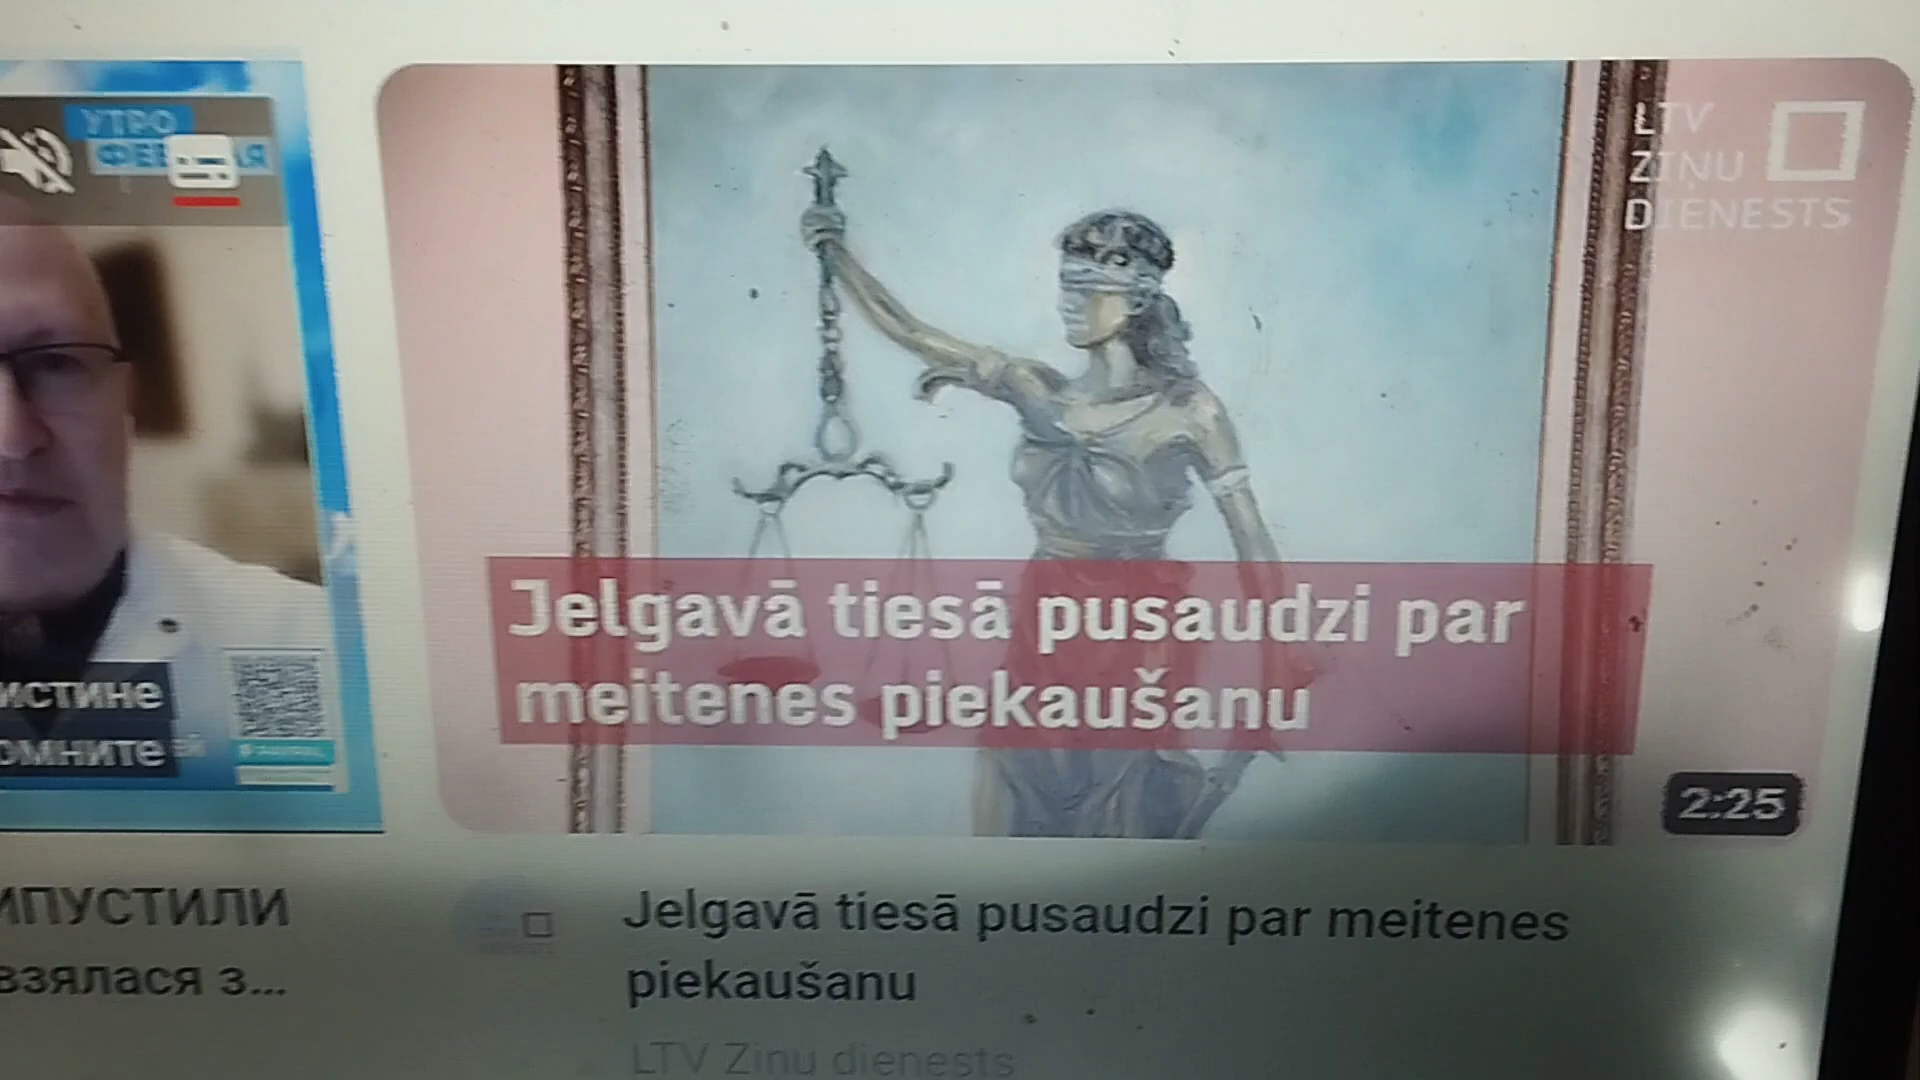 УТРО
истине
омните
ИПУСТИЛИ
взялася з...
LTV
ZIŅU
DIENESTS
Jelgavā tiesā pusaudzi par
meitenes piekaušanu
2:25
Jelgavā tiesā pusaudzi par meitenes
piekaušanu
LTV Ziņu dienests